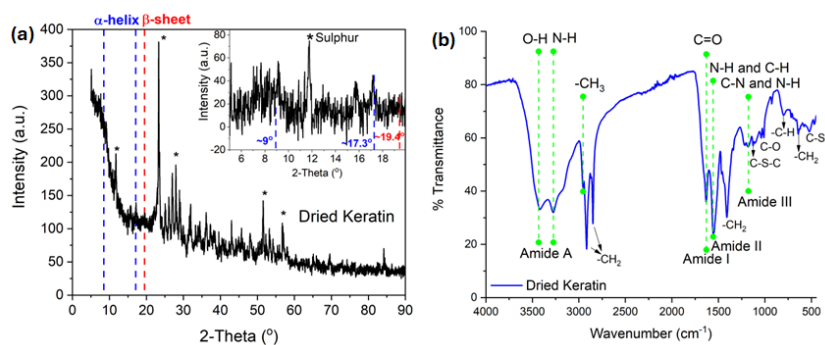 (a)
α-helix
β-sheet
Intensity (a.u.)
400
350
300
250
200
150
100
50
0
0 10 20 30 40 50 60 70 80 90
2-Theta (°)
* * * * *
Dried Keratin
Intensity (a.u.)
80
60
40
20
0
-20
6 8 10 12 14 16 18
2-Theta (°)
* Sulphur
~9°
~17.3°
~19.4°
(b)
% Transmittance
100
80
60
40
20
0
4000 3500 3000 2500 2000 1500 1000 500
Wavenumber (cm-1)
O-H
N-H
-CH3
C=O
N-H and C-H
C-N and N-H
-C-H
C-O
C-S-C
-CH2
C-S
Amide III
-CH2
Amide II
Amide I
Amide A
-CH2
Dried Keratin